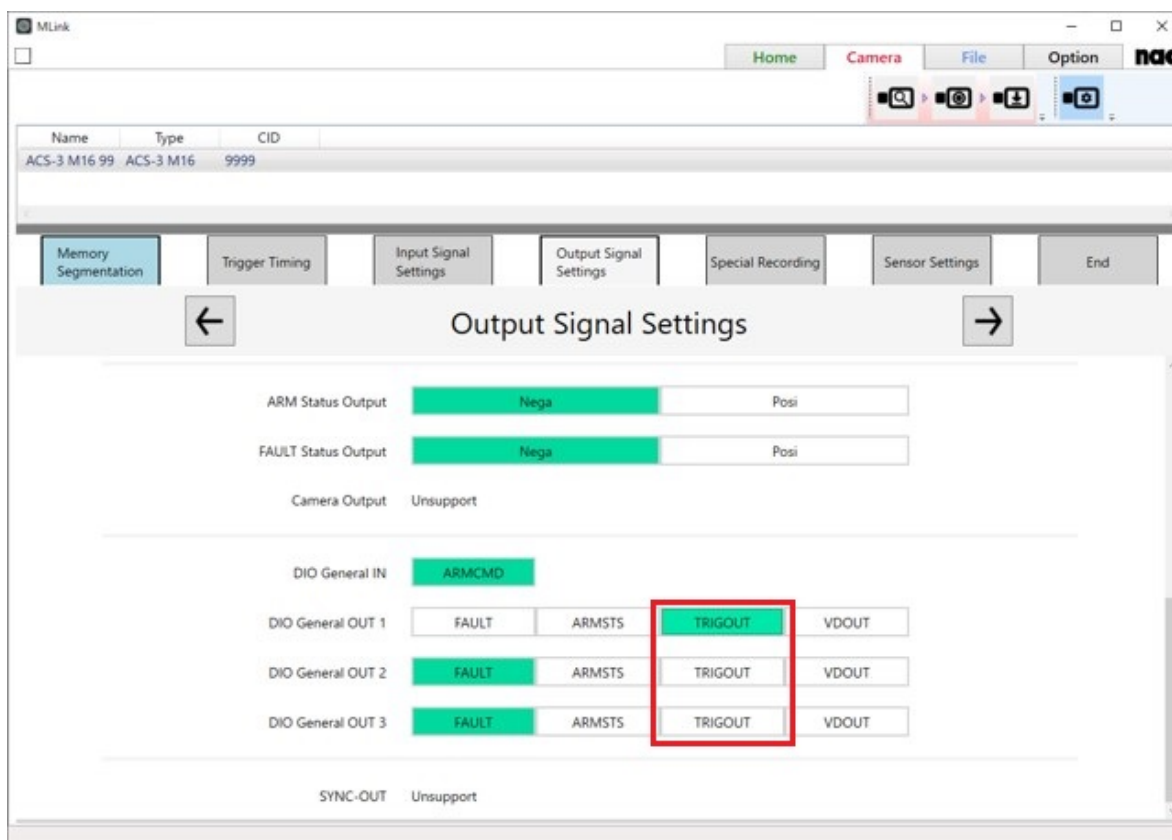 MLink
Home Camera File Option nac
Name Type CID
ACS-3 M16 99 ACS-3 M16 9999
Memory Segmentation
Trigger Timing
Input Signal Settings
Output Signal Settings
Special Recording
Sensor Settings
End
Output Signal Settings
ARM Status Output Nega Posi
FAULT Status Output Nega Posi
Camera Output Unsupport
DIO General IN ARMCMD
DIO General OUT 1 FAULT ARMSTS TRIGOUT VDOUT
DIO General OUT 2 FAULT ARMSTS TRIGOUT VDOUT
DIO General OUT 3 FAULT ARMSTS TRIGOUT VDOUT
SYNC-OUT Unsupport